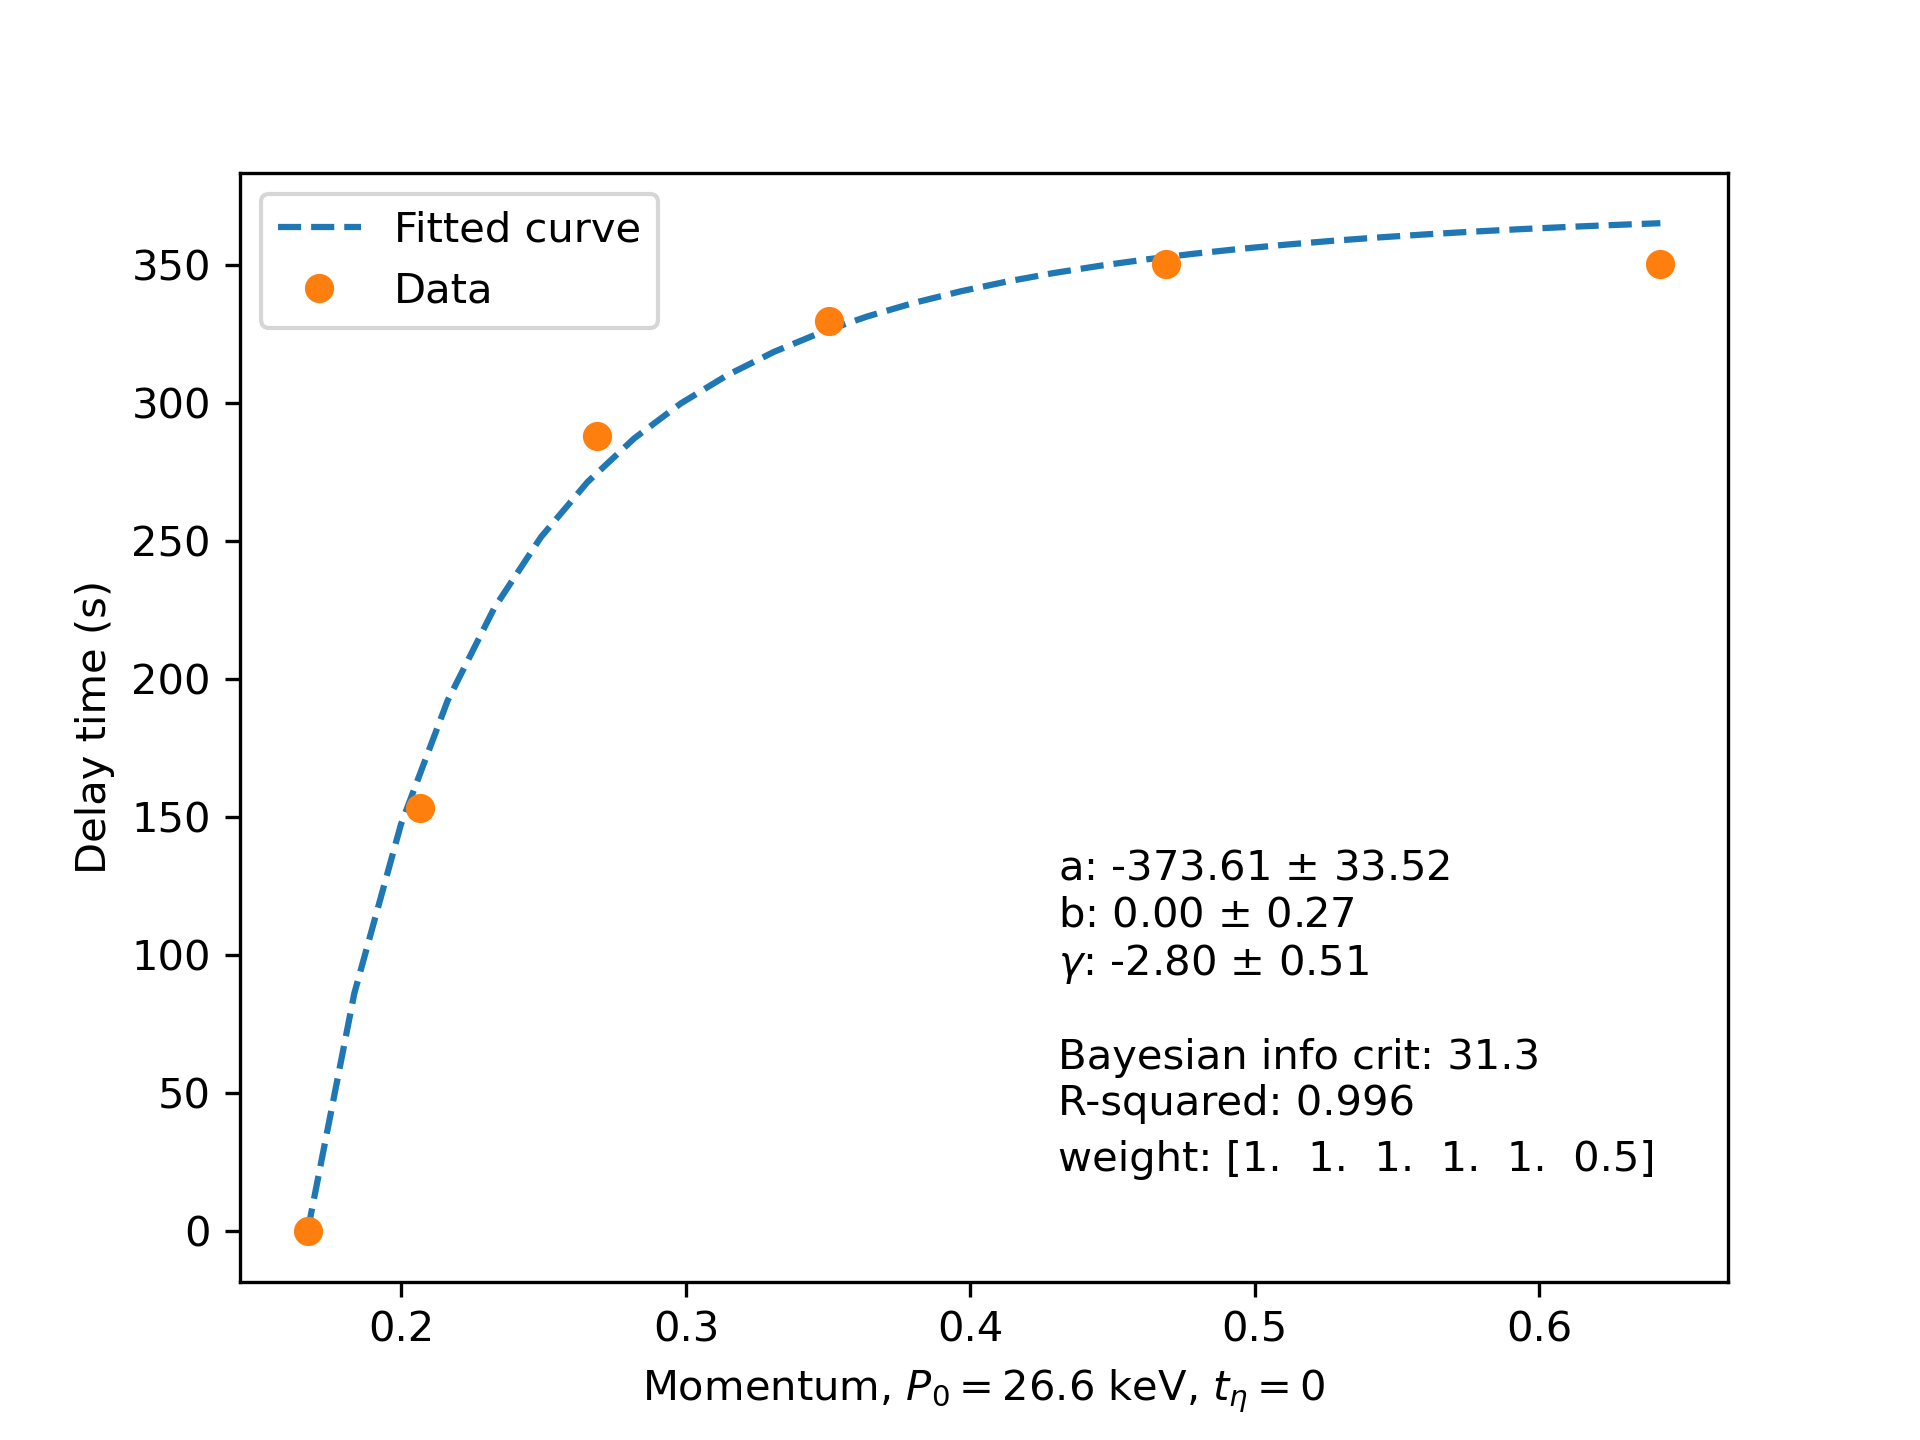 Fitted curve
Data
350
300
250
200
150
100
50
0
Delay time (s)
a: -373.61 ± 33.52
b: 0.00 ± 0.27
γ: -2.80 ± 0.51
Bayesian info crit: 31.3
R-squared: 0.996
weight: [1. 1. 1. 1. 1. 0.5]
0.2 0.3 0.4 0.5 0.6
Momentum, P₀ = 26.6 keV, t_η = 0